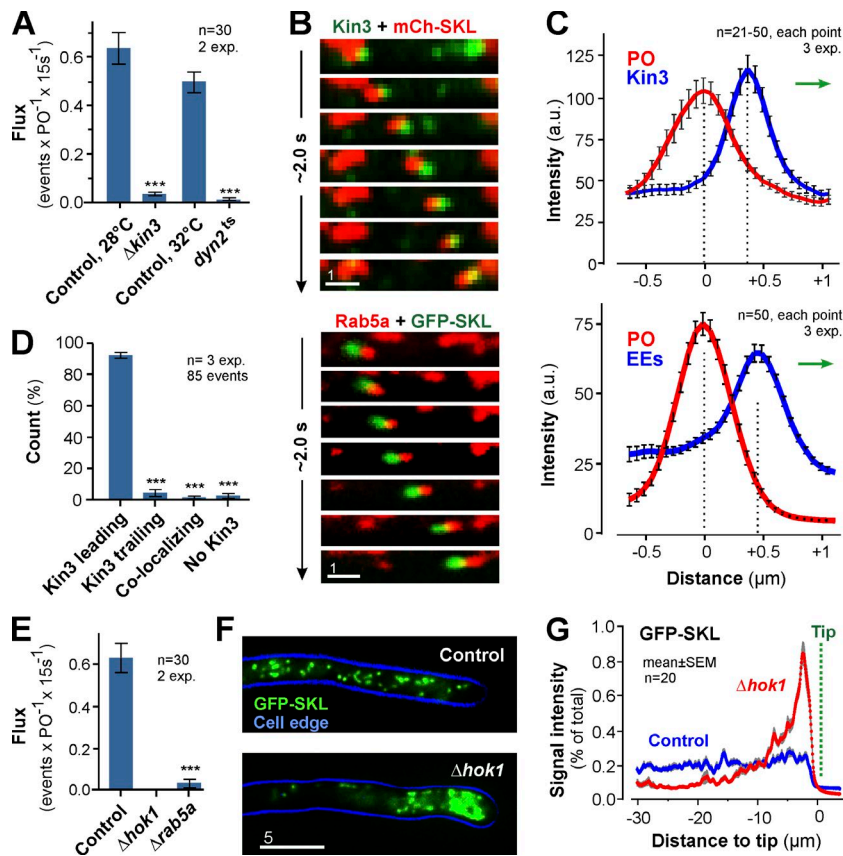 A
n=30
2 exp.
Flux
(events x PO⁻¹ x 15s⁻¹)
0.6
0.4
0.2
0.0
***
***
Control, 28°C
Δkin3
Control, 32°C
dyn2ᵗˢ
B
Kin3 + mCh-SKL
~2.0 s
1
Rab5a + GFP-SKL
~2.0 s
1
C
n=21-50, each point
3 exp.
PO
Kin3
Intensity (a.u.)
125
100
75
50
25
0
-0.5
0
+0.5
+1
n=50, each point
3 exp.
PO
EEs
Intensity (a.u.)
75
50
25
0
-0.5
0
+0.5
+1
Distance (µm)
D
n= 3 exp.
85 events
Count (%)
100
80
60
40
20
0
***
***
***
Kin3 leading
Kin3 trailing
Co-localizing
No Kin3
E
n=30
2 exp.
Flux
(events x PO⁻¹ x 15s⁻¹)
0.6
0.4
0.2
0
***
Control
Δhok1
Δrab5a
F
Control
GFP-SKL
Cell edge
Δhok1
5
G
GFP-SKL
Tip
mean±SEM
n=20
Δhok1
Control
Signal intensity
(% of total)
1.0
0.8
0.6
0.4
0.2
0.0
-30
-20
-10
0
Distance to tip (µm)